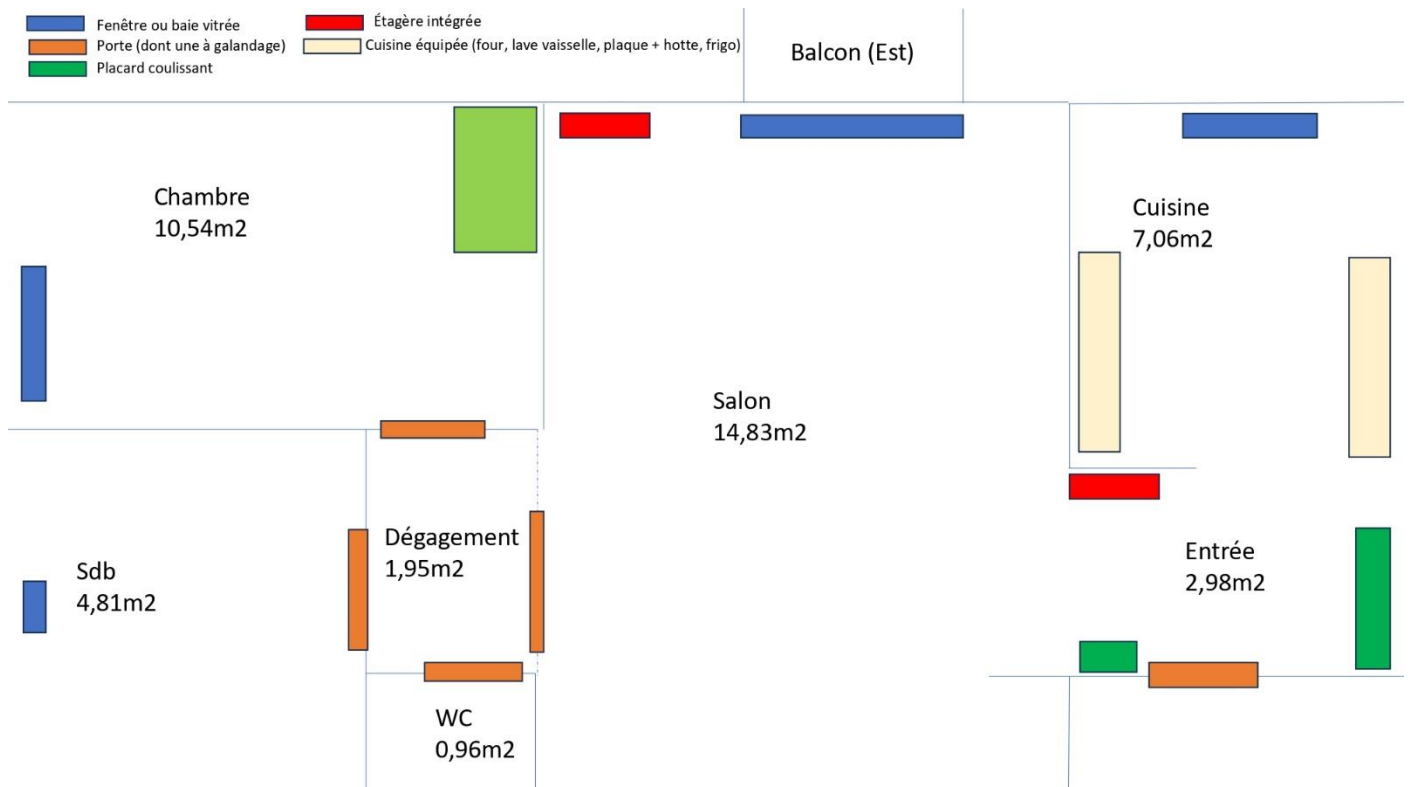 Fenêtre ou baie vitrée
Étagère intégrée
Porte (dont une à galandage)
Cuisine équipée (four, lave vaisselle, plaque + hotte, frigo)
Placard coulissant
Balcon (Est)
Chambre
10,54m2
Cuisine
7,06m2
Salon
14,83m2
Dégagement
1,95m2
Sdb
4,81m2
Entrée
2,98m2
WC
0,96m2